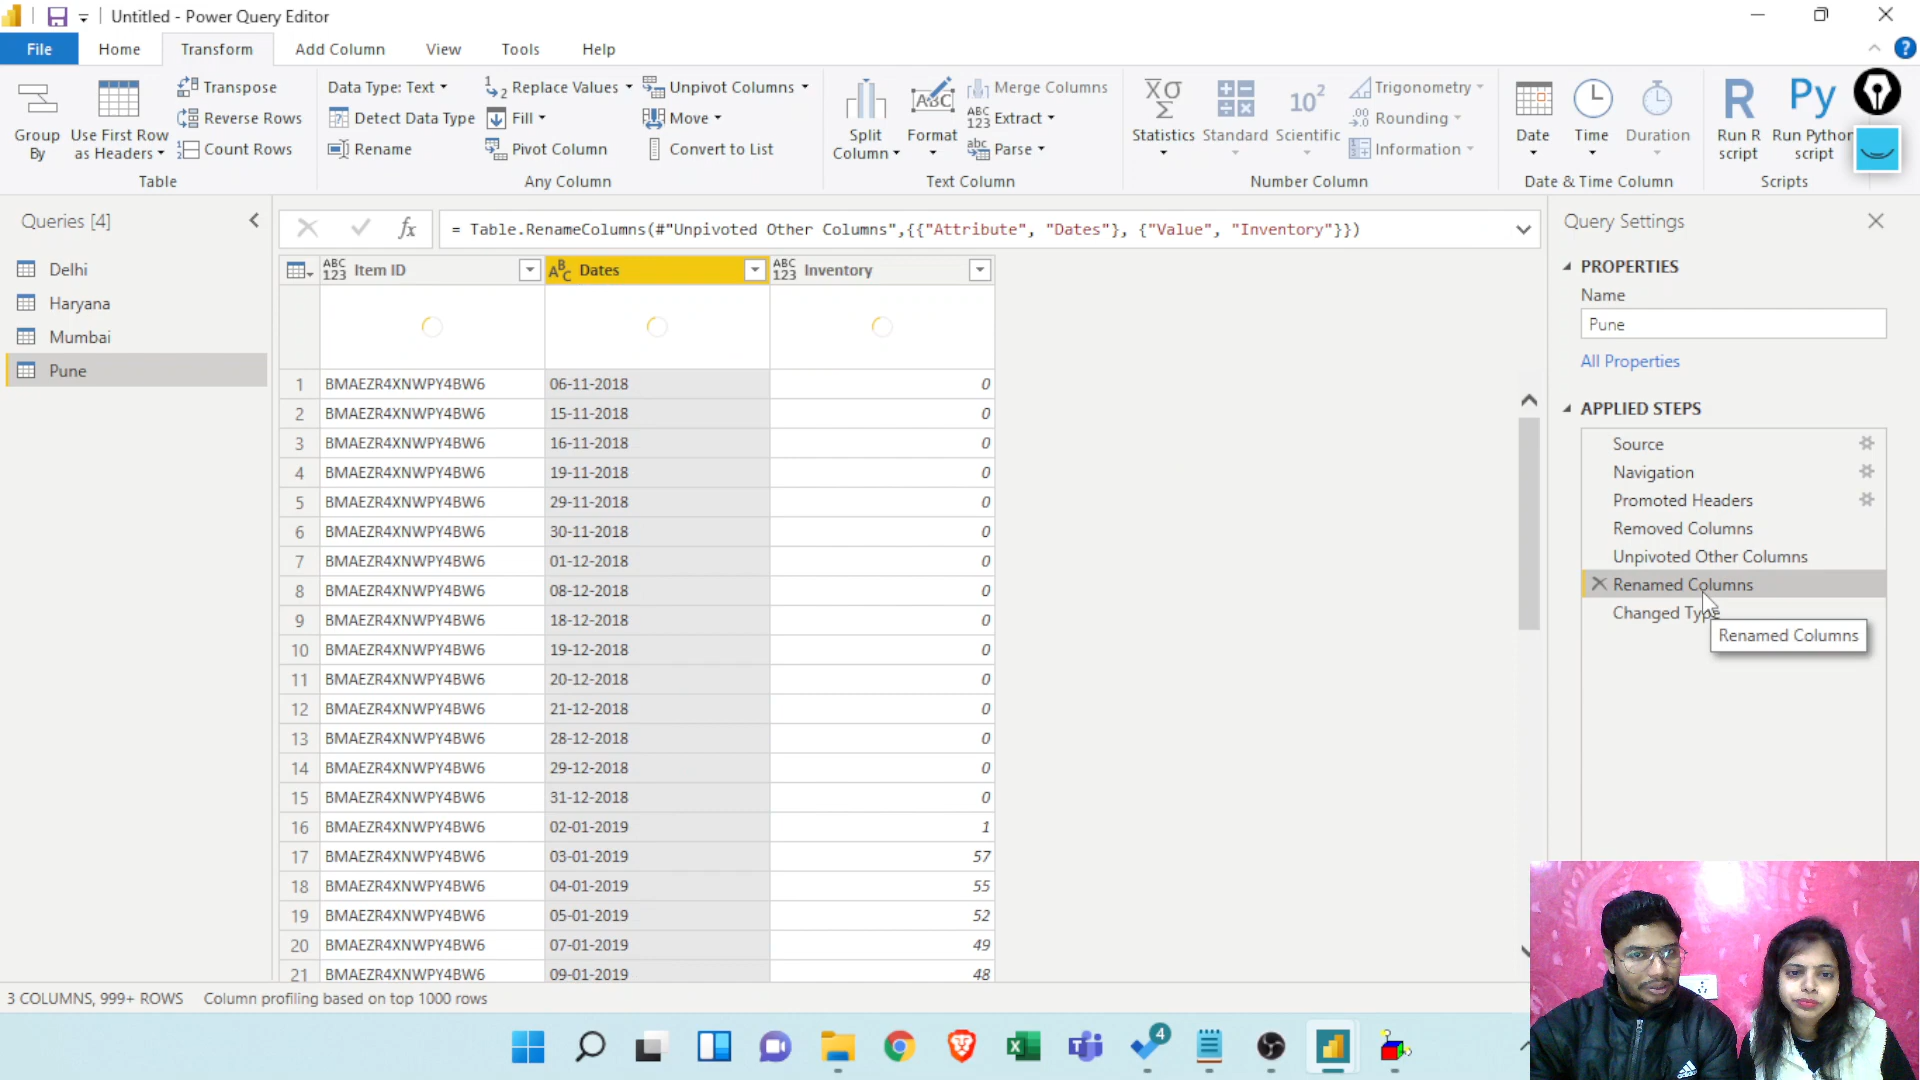 Untitled - Power Query Editor
File Home Transform Add Column View Tools Help
Group By
Use First Row as Headers
Transpose
Reverse Rows
Count Rows
Table
Data Type: Text
Detect Data Type
Rename
Replace Values
Fill
Pivot Column
Unpivot Columns
Move
Convert to List
Any Column
Split Column
Format
Merge Columns
Extract
Parse
Text Column
Statistics
Standard
Scientific
Trigonometry
Rounding
Information
Number Column
Date
Time
Duration
Date & Time Column
Run R script
Run Python script
Scripts
Queries [4]
Delhi
Haryana
Mumbai
Pune
= Table.RenameColumns(#"Unpivoted Other Columns",{{"Attribute", "Dates"}, {"Value", "Inventory"}})
Item ID Dates Inventory
1 BMAEZR4XNWPY4BW6 06-11-2018 0
2 BMAEZR4XNWPY4BW6 15-11-2018 0
3 BMAEZR4XNWPY4BW6 16-11-2018 0
4 BMAEZR4XNWPY4BW6 19-11-2018 0
5 BMAEZR4XNWPY4BW6 29-11-2018 0
6 BMAEZR4XNWPY4BW6 30-11-2018 0
7 BMAEZR4XNWPY4BW6 01-12-2018 0
8 BMAEZR4XNWPY4BW6 08-12-2018 0
9 BMAEZR4XNWPY4BW6 18-12-2018 0
10 BMAEZR4XNWPY4BW6 19-12-2018 0
11 BMAEZR4XNWPY4BW6 20-12-2018 0
12 BMAEZR4XNWPY4BW6 21-12-2018 0
13 BMAEZR4XNWPY4BW6 28-12-2018 0
14 BMAEZR4XNWPY4BW6 29-12-2018 0
15 BMAEZR4XNWPY4BW6 31-12-2018 0
16 BMAEZR4XNWPY4BW6 02-01-2019 1
17 BMAEZR4XNWPY4BW6 03-01-2019 57
18 BMAEZR4XNWPY4BW6 04-01-2019 55
19 BMAEZR4XNWPY4BW6 05-01-2019 52
20 BMAEZR4XNWPY4BW6 07-01-2019 49
21 BMAEZR4XNWPY4BW6 09-01-2019 48
Query Settings
PROPERTIES
Name
Pune
All Properties
APPLIED STEPS
Source
Navigation
Promoted Headers
Removed Columns
Unpivoted Other Columns
Renamed Columns
Changed Type
Renamed Columns
3 COLUMNS, 999+ ROWS Column profiling based on top 1000 rows
4